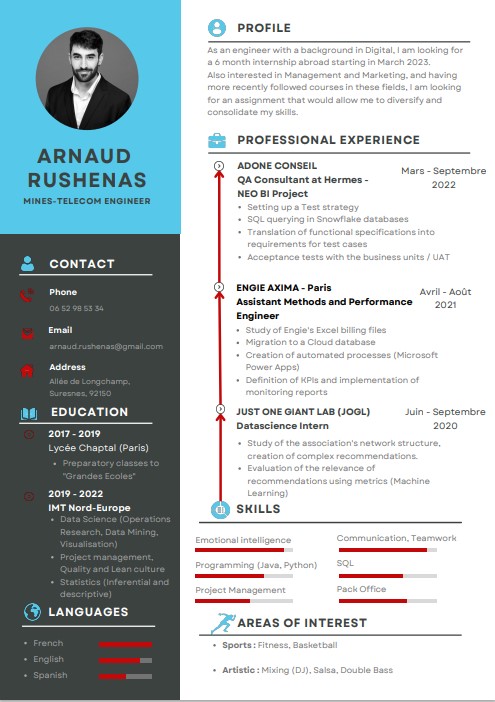 ARNAUD
RUSHENAS
MINES-TELECOM ENGINEER
CONTACT
Phone
06 52 98 53 34
Email
arnaud.rushenas@gmail.com
Address
Allée de Longchamp,
Suresnes, 92150
EDUCATION
2017 - 2019
Lycée Chaptal (Paris)
• Preparatory classes to
"Grandes Ecoles"
2019 - 2022
IMT Nord-Europe
• Data Science (Operations
Research, Data Mining,
Visualisation)
• Project management,
Quality and Lean culture
• Statistics (Inferential and
descriptive)
LANGUAGES
• French
• English
• Spanish
PROFILE
As an engineer with a background in Digital, I am looking for
a 6 month internship abroad starting in March 2023.
Also interested in Management and Marketing, and having
more recently followed courses in these fields, I am looking
for an assignment that would allow me to diversify and
consolidate my skills.
PROFESSIONAL EXPERIENCE
ADONE CONSEIL
QA Consultant at Hermes -
NEO BI Project
Mars - Septembre
2022
• Setting up a Test strategy
• SQL querying in Snowflake databases
• Translation of functional specifications into
requirements for test cases
• Acceptance tests with the business units / UAT
ENGIE AXIMA - Paris
Assistant Methods and Performance
Engineer
Avril - Août
2021
• Study of Engie's Excel billing files
• Migration to a Cloud database
• Creation of automated processes (Microsoft
Power Apps)
• Definition of KPIs and implementation of
monitoring reports
JUST ONE GIANT LAB (JOGL)
Datascience Intern
Juin - Septembre
2020
• Study of the association's network structure,
creation of complex recommendations.
• Evaluation of the relevance of
recommendations using metrics (Machine
Learning)
SKILLS
Emotional intelligence
Communication, Teamwork
Programming (Java, Python)
SQL
Project Management
Pack Office
AREAS OF INTEREST
• Sports : Fitness, Basketball
• Artistic : Mixing (DJ), Salsa, Double Bass